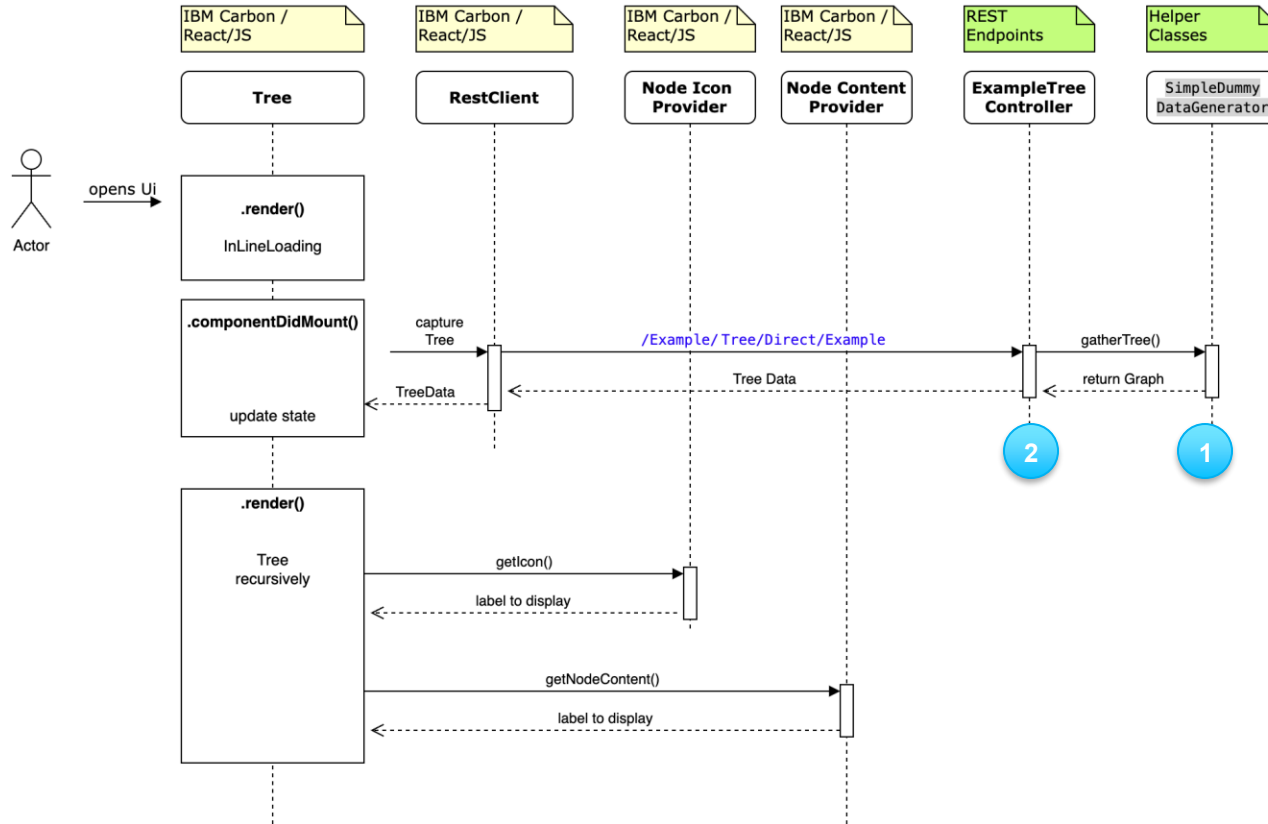 IBM Carbon /
React/JS
IBM Carbon /
React/JS
IBM Carbon /
React/JS
IBM Carbon /
React/JS
REST
Endpoints
Helper
Classes
Tree
RestClient
Node Icon
Provider
Node Content
Provider
ExampleTree
Controller
SimpleDummy
DataGenerator
opens Ui
Actor
.render()
InLineLoading
.componentDidMount()
update state
capture
Tree
/Example/Tree/Direct/Example
gatherTree()
TreeData
Tree Data
return Graph
2
1
.render()
Tree
recursively
getIcon()
label to display
getNodeContent()
label to display